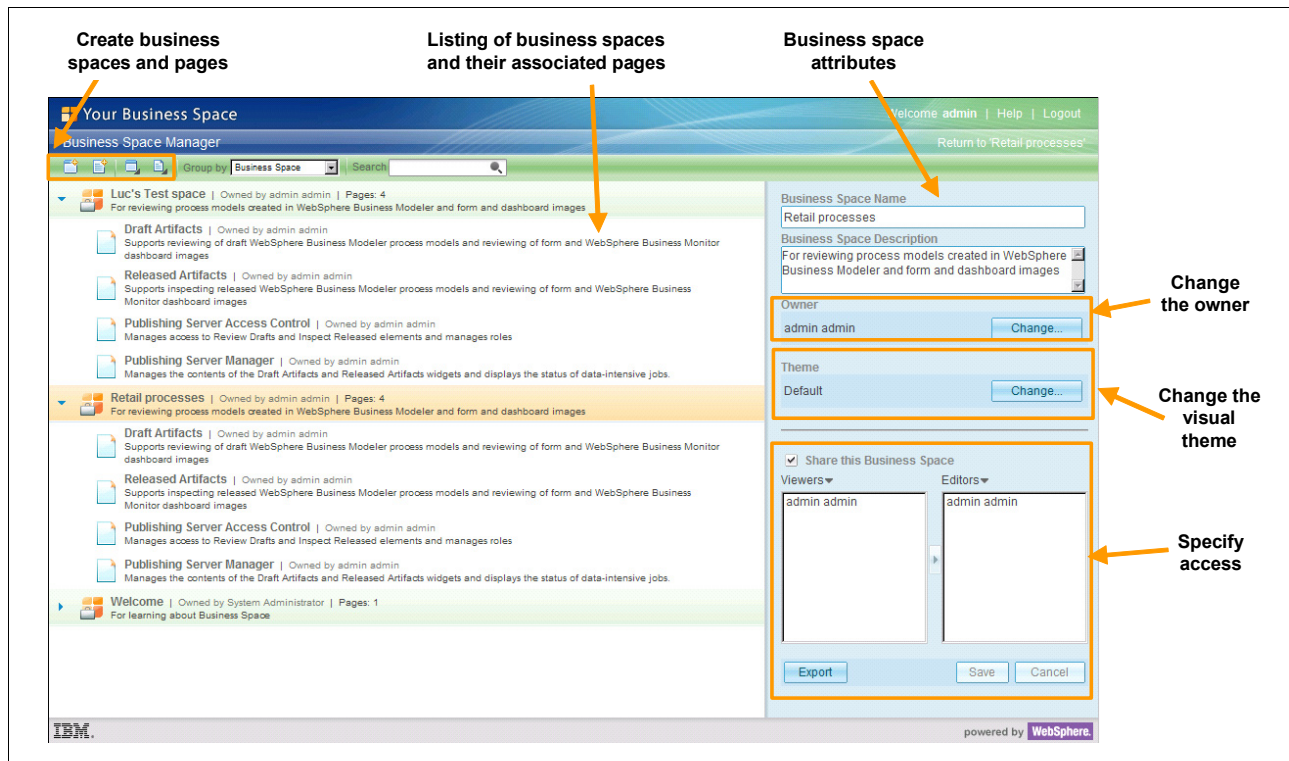 Create business
spaces and pages
Listing of business spaces
and their associated pages
Business space
attributes
Your Business Space
Welcome admin | Help | Logout
Business Space Manager
Return to 'Retail processes'
Group by Business Space Search
Luc's Test space | Owned by admin admin | Pages: 4
For reviewing process models created in WebSphere Business Modeler and form and dashboard images
Draft Artifacts | Owned by admin admin
Supports reviewing of draft WebSphere Business Modeler process models and reviewing of form and WebSphere Business Monitor
dashboard images
Released Artifacts | Owned by admin admin
Supports inspecting released WebSphere Business Modeler process models and reviewing of form and WebSphere Business
Monitor dashboard images
Publishing Server Access Control | Owned by admin admin
Manages access to Review Drafts and Inspect Released elements and manages roles
Publishing Server Manager | Owned by admin admin
Manages the contents of the Draft Artifacts and Released Artifacts widgets and displays the status of data-intensive jobs.
Retail processes | Owned by admin admin | Pages: 4
For reviewing process models created in WebSphere Business Modeler and form and dashboard images
Draft Artifacts | Owned by admin admin
Supports reviewing of draft WebSphere Business Modeler process models and reviewing of form and WebSphere Business Monitor
dashboard images
Released Artifacts | Owned by admin admin
Supports inspecting released WebSphere Business Modeler process models and reviewing of form and WebSphere Business
Monitor dashboard images
Publishing Server Access Control | Owned by admin admin
Manages access to Review Drafts and Inspect Released elements and manages roles
Publishing Server Manager | Owned by admin admin
Manages the contents of the Draft Artifacts and Released Artifacts widgets and displays the status of data-intensive jobs.
Welcome | Owned by System Administrator | Pages: 1
For learning about Business Space
Business Space Name
Retail processes
Business Space Description
For reviewing process models created in WebSphere
Business Modeler and form and dashboard images
Owner
admin admin Change...
Theme
Default Change...
Share this Business Space
Viewers Editors
admin admin admin admin
Export Save Cancel
Change
the owner
Change the
visual
theme
Specify
access
IBM.
powered by WebSphere.